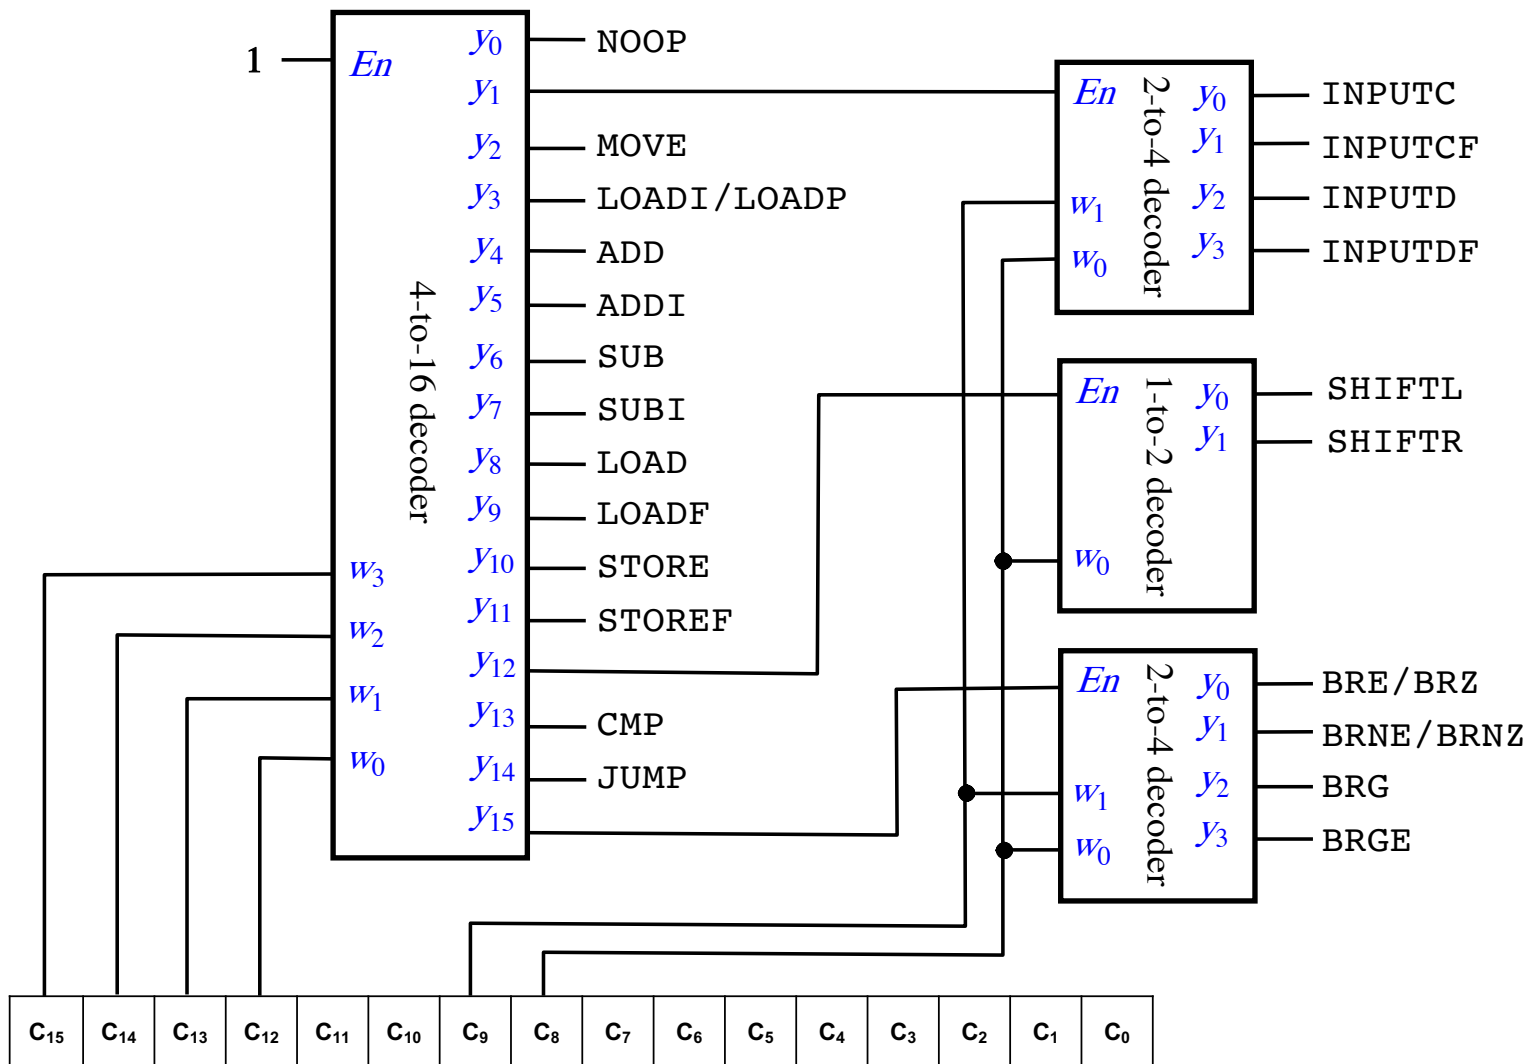 1
En
y0
y1
y2
y3
y4
y5
y6
y7
y8
y9
y10
y11
y12
y13
y14
y15
w3
w2
w1
w0
4-to-16 decoder
NOOP
MOVE
LOADI/LOADP
ADD
ADDI
SUB
SUBI
LOAD
LOADF
STORE
STOREF
CMP
JUMP
En
w1
w0
2-to-4 decoder
y0
y1
y2
y3
INPUTC
INPUTCF
INPUTD
INPUTDF
En
w0
1-to-2 decoder
y0
y1
SHIFTL
SHIFTR
En
w1
w0
2-to-4 decoder
y0
y1
y2
y3
BRE/BRZ
BRNE/BRNZ
BRG
BRGE
C15 C14 C13 C12 C11 C10 C9 C8 C7 C6 C5 C4 C3 C2 C1 C0